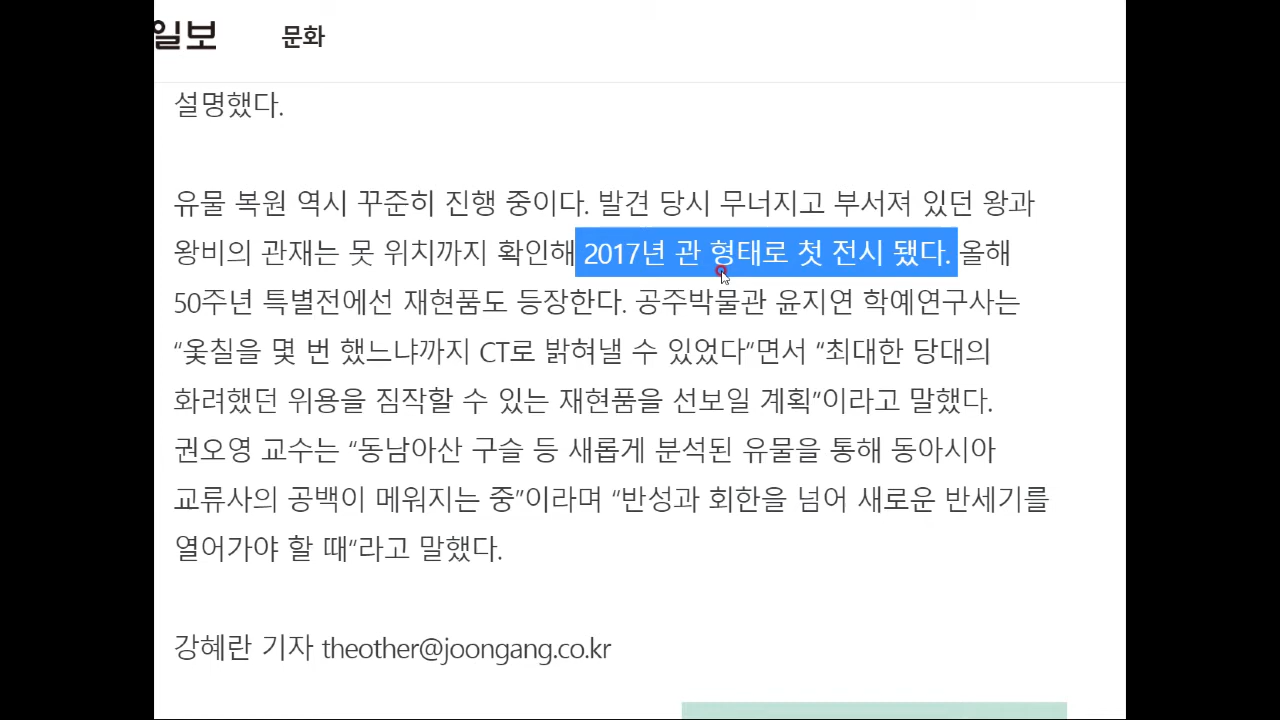 일보 문화
설명했다.
유물 복원 역시 꾸준히 진행 중이다. 발견 당시 무너지고 부서져 있던 왕과
왕비의 관재는 못 위치까지 확인해 2017년 관 형태로 첫 전시 됐다. 올해
50주년 특별전에선 재현품도 등장한다. 공주박물관 윤지연 학예연구사는
“옻칠을 몇 번 했느냐까지 CT로 밝혀낼 수 있었다”면서 “최대한 당대의
화려했던 위용을 짐작할 수 있는 재현품을 선보일 계획”이라고 말했다.
권오영 교수는 “동남아산 구슬 등 새롭게 분석된 유물을 통해 동아시아
교류사의 공백이 메워지는 중”이라며 “반성과 회한을 넘어 새로운 반세기를
열어가야 할 때“라고 말했다.
강혜란 기자 theother@joongang.co.kr